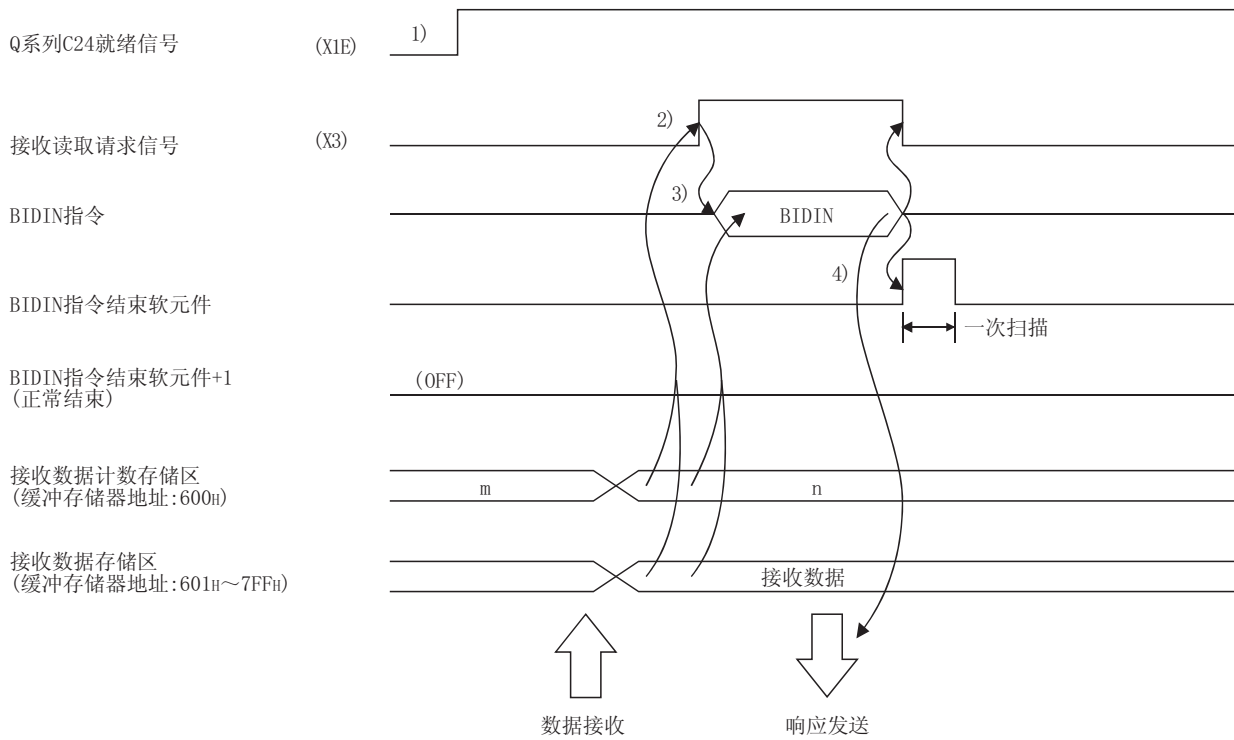 Q系列C24就绪信号 (X1E) 1)
接收读取请求信号 (X3) 2)
BIDIN指令 3) BIDIN
4)
BIDIN指令结束软元件
一次扫描
BIDIN指令结束软元件+1 (OFF)
(正常结束)
接收数据计数存储区
(缓冲存储器地址:600H) m n
接收数据存储区
(缓冲存储器地址:601H～7FFH) 接收数据
数据接收 响应发送